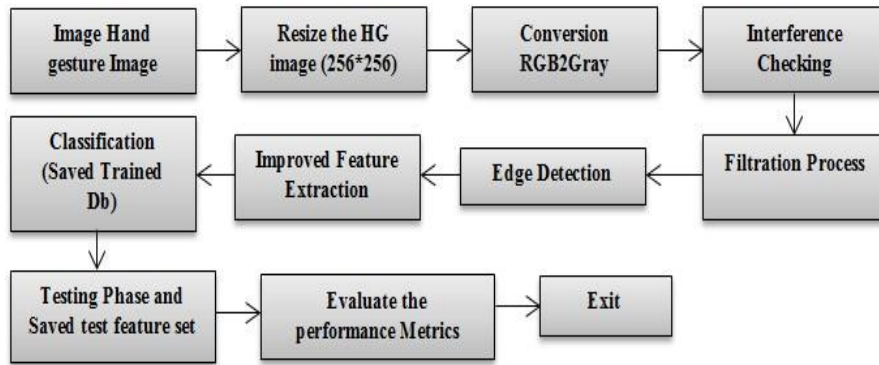 Image Hand
gesture Image
Resize the HG
image (256*256)
Conversion
RGB2Gray
Interference
Checking
Filtration Process
Edge Detection
Improved Feature
Extraction
Classification
(Saved Trained
Db)
Testing Phase and
Saved test feature set
Evaluate the
performance Metrics
Exit